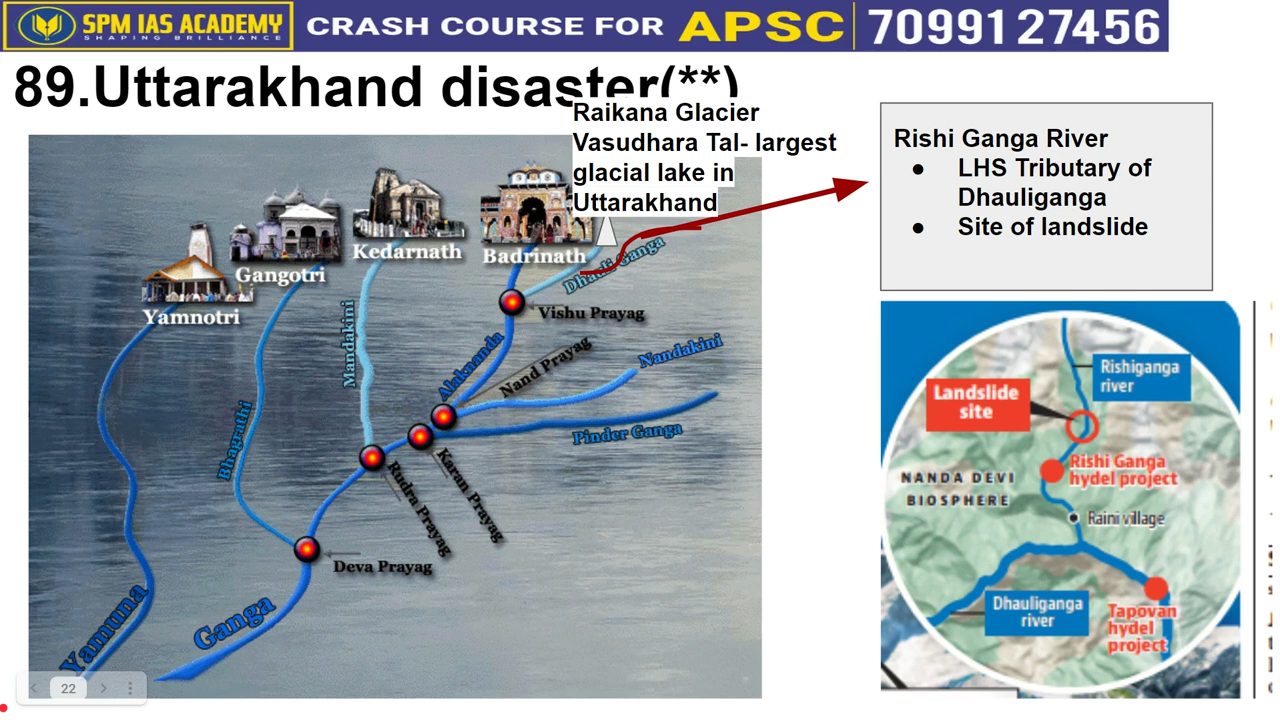 SPM IAS ACADEMY
SHAPING BRILLIANCE
CRASH COURSE FOR APSC
7099127456
89.Uttarakhand disaster(**)
Raikana Glacier
Vasudhara Tal- largest
glacial lake in
Uttarakhand
Rishi Ganga River
● LHS Tributary of
Dhauliganga
● Site of landslide
Yamnotri
Gangotri
Kedarnath
Badrinath
Dhauli Ganga
Vishu Prayag
Mandakini
Alaknanda
Nand Prayag
Nandakini
Bhagrathi
Pinder Ganga
Rudra Prayag
Karan Prayag
Deva Prayag
Yamuna
Ganga
Rishiganga
river
Landslide
site
Rishi Ganga
hydel project
NANDA DEVI
BIOSPHERE
Raini village
Dhauliganga
river
Tapovan
hydel
project
22